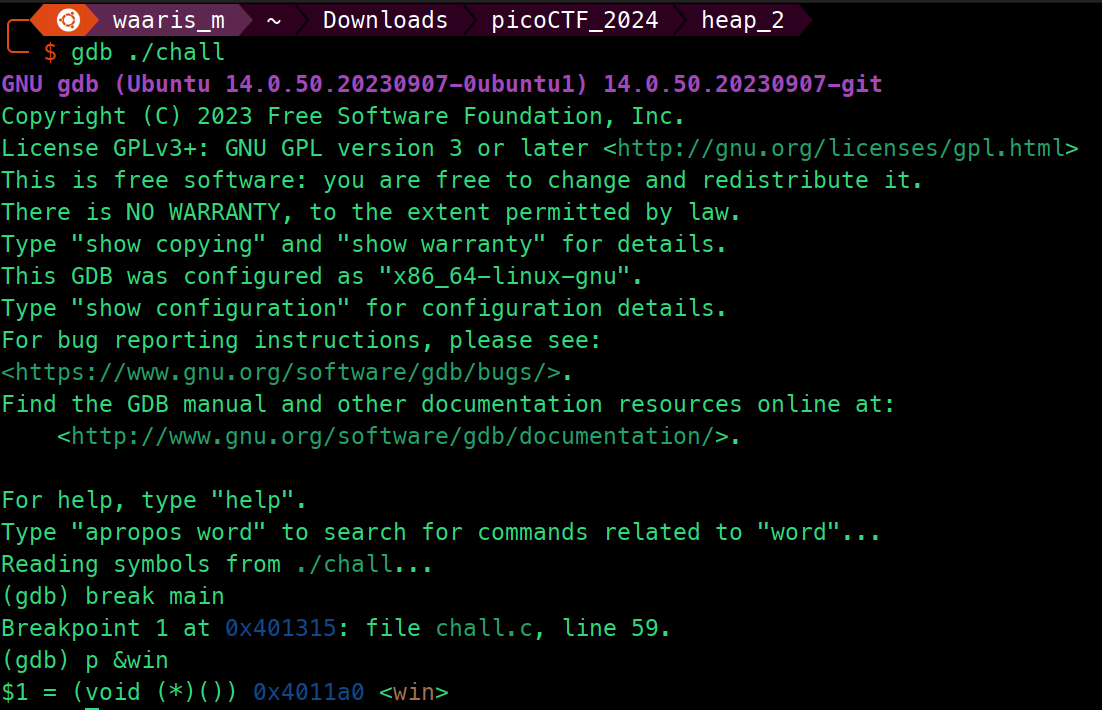 waaris_m ~ Downloads picoCTF_2024 heap_2
$ gdb ./chall
GNU gdb (Ubuntu 14.0.50.20230907-0ubuntu1) 14.0.50.20230907-git
Copyright (C) 2023 Free Software Foundation, Inc.
License GPLv3+: GNU GPL version 3 or later <http://gnu.org/licenses/gpl.html>
This is free software: you are free to change and redistribute it.
There is NO WARRANTY, to the extent permitted by law.
Type "show copying" and "show warranty" for details.
This GDB was configured as "x86_64-linux-gnu".
Type "show configuration" for configuration details.
For bug reporting instructions, please see:
<https://www.gnu.org/software/gdb/bugs/>.
Find the GDB manual and other documentation resources online at:
    <http://www.gnu.org/software/gdb/documentation/>.

For help, type "help".
Type "apropos word" to search for commands related to "word"...
Reading symbols from ./chall...
(gdb) break main
Breakpoint 1 at 0x401315: file chall.c, line 59.
(gdb) p &win
$1 = (void (*)()) 0x4011a0 <win>